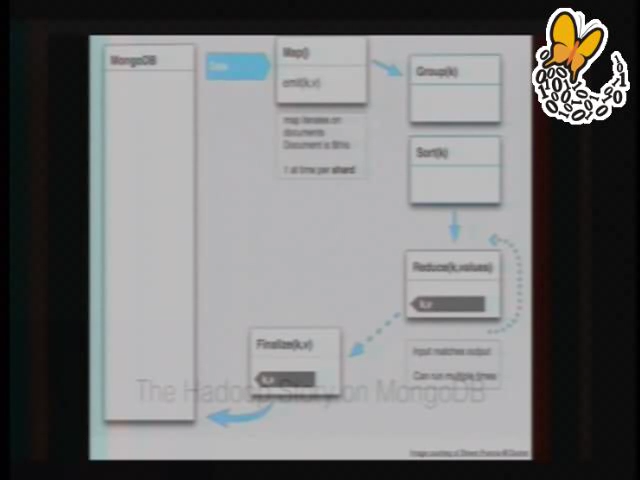 MongoDB
Data
Map()
emit(k,v)
map iterates on
documents
Document is $this
1 at time per shard
Group(k)
Sort(k)
Reduce(k,values)
k,v
Input matches output
Can run multiple times
Finalize(k,v)
k,v
The Hadoop Story on MongoDB